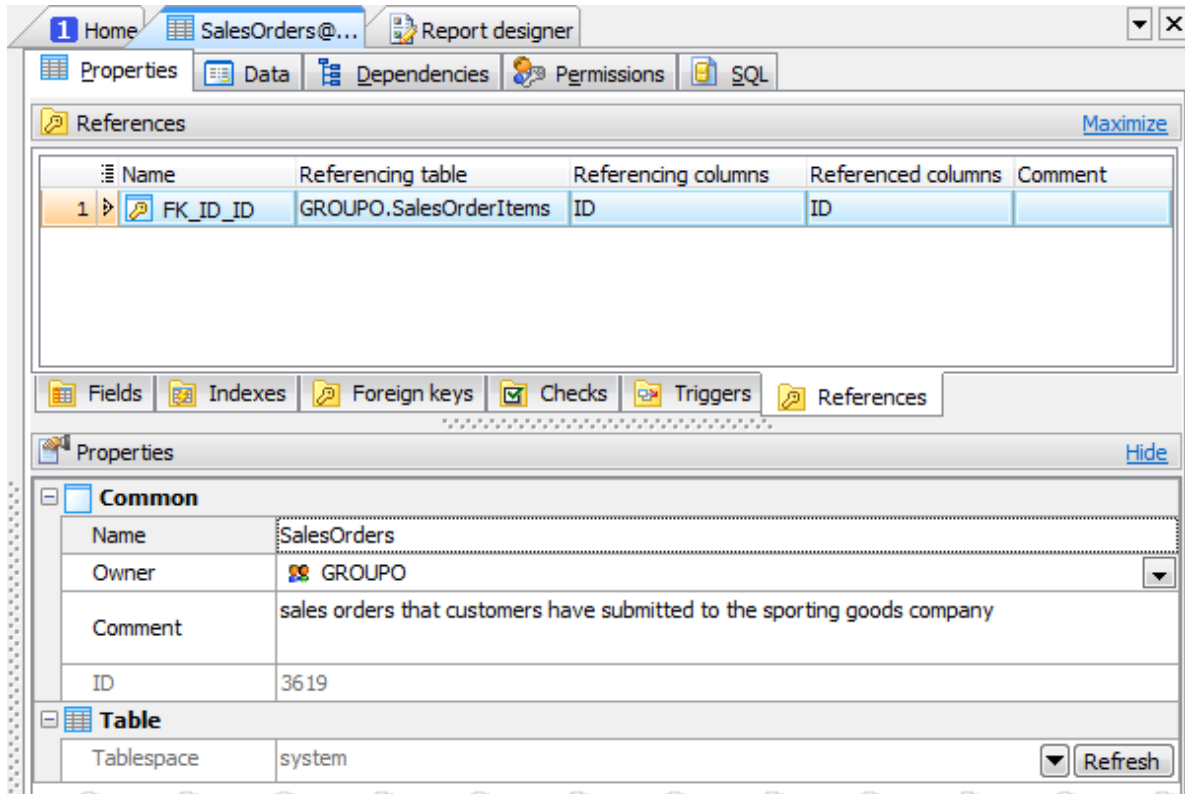 1 Home SalesOrders@... Report designer
Properties Data Dependencies Permissions SQL
References Maximize
Name Referencing table Referencing columns Referenced columns Comment
1 FK_ID_ID GROUPO.SalesOrderItems ID ID
Fields Indexes Foreign keys Checks Triggers References
Properties Hide
Common
Name SalesOrders
Owner GROUPO
Comment sales orders that customers have submitted to the sporting goods company
ID 3619
Table
Tablespace system Refresh